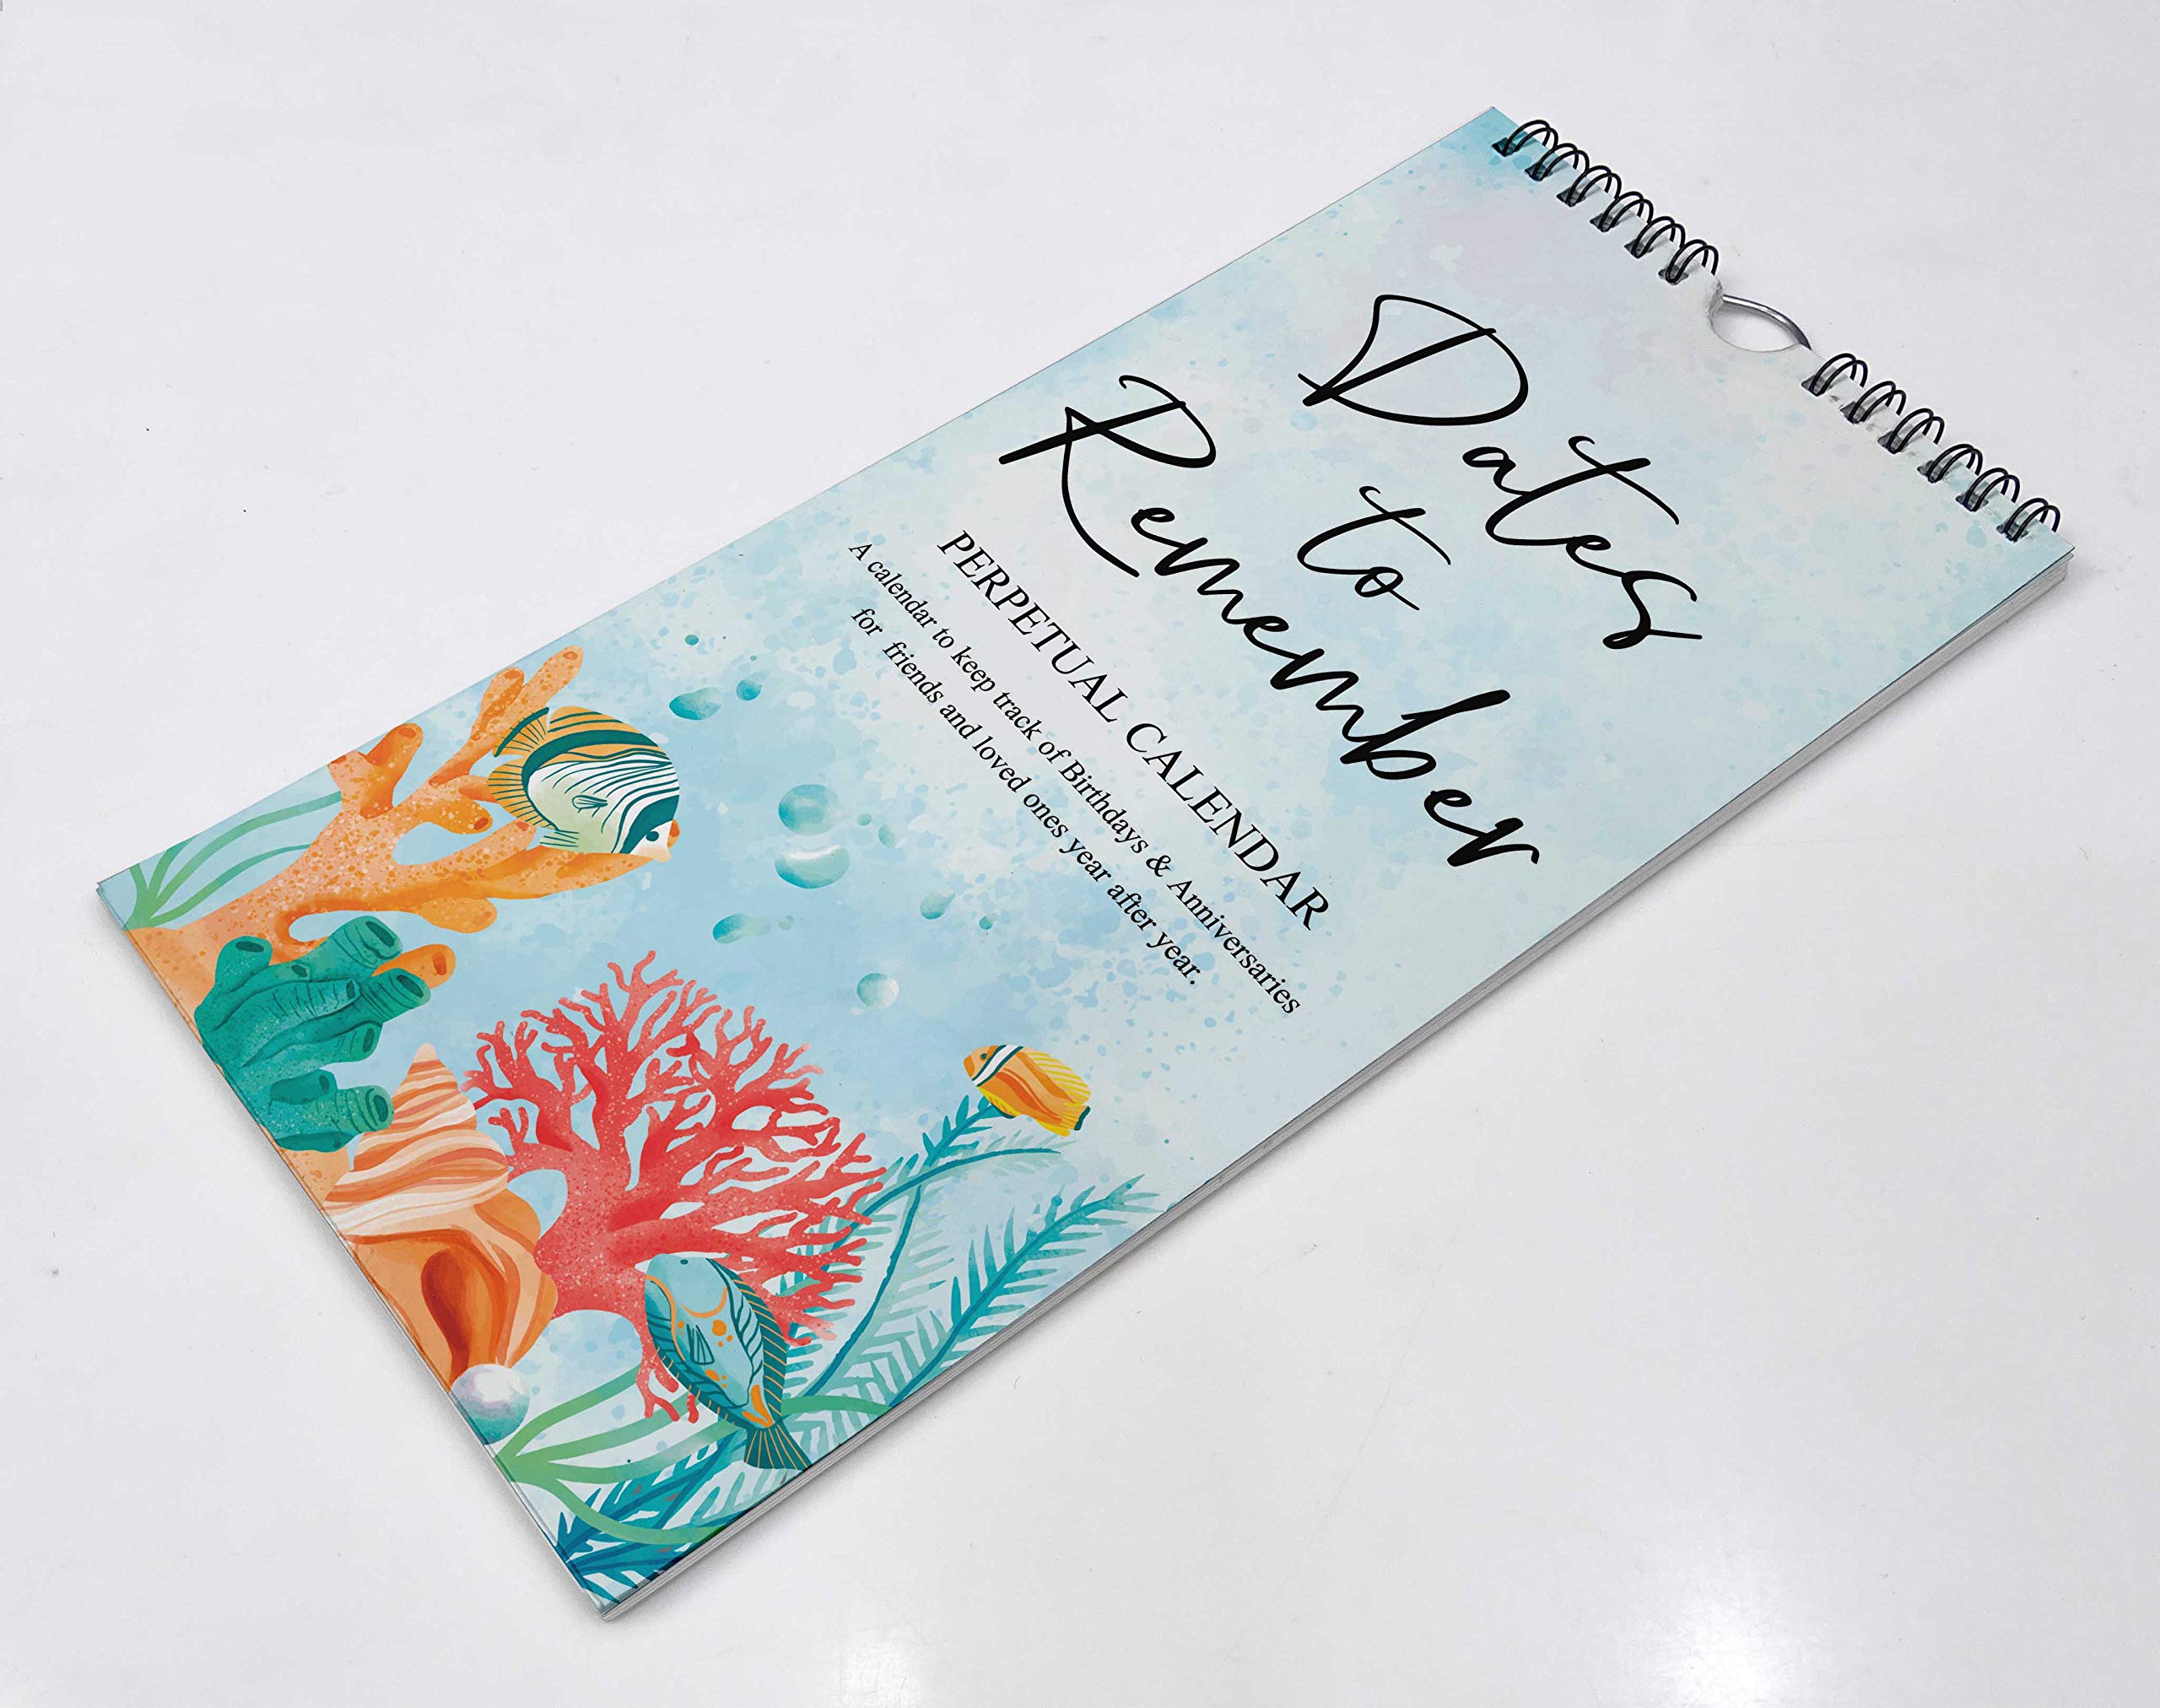 Dates
to
Remember
PERPETUAL CALENDAR
A calendar to keep track of Birthdays & Anniversaries
for friends and loved ones year after year.